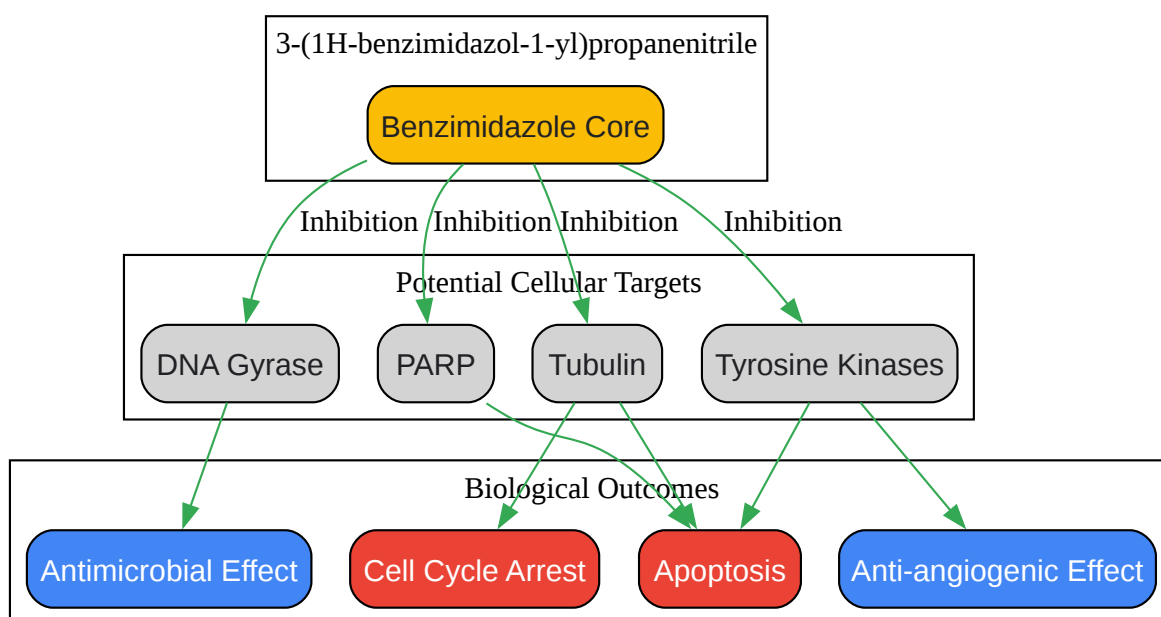 3-(1H-benzimidazol-1-yl)propanenitrile
Benzimidazole Core
Inhibition
Inhibition
Inhibition
Inhibition
Potential Cellular Targets
DNA Gyrase
PARP
Tubulin
Tyrosine Kinases
Biological Outcomes
Antimicrobial Effect
Cell Cycle Arrest
Apoptosis
Anti-angiogenic Effect